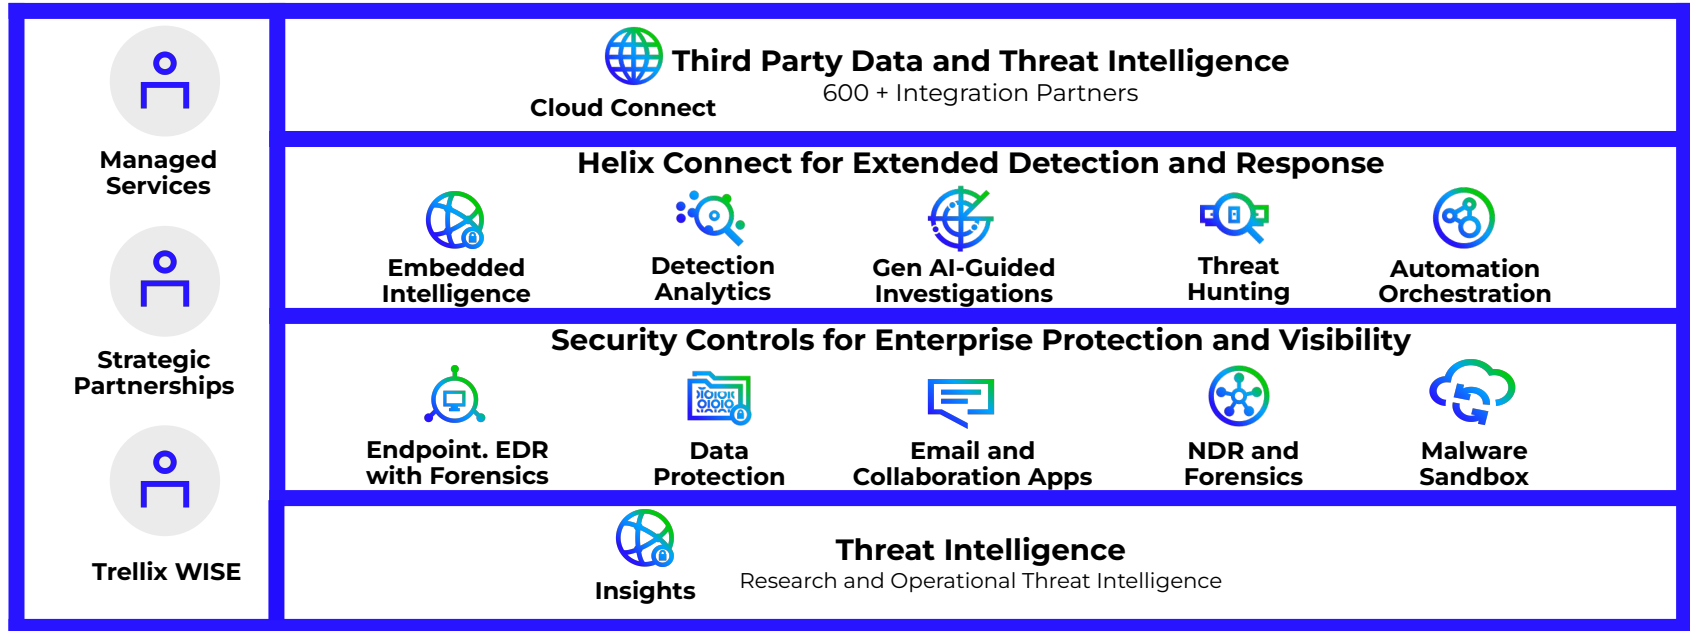 Managed
Services
Strategic
Partnerships
Trellix WISE
Cloud Connect
Third Party Data and Threat Intelligence
600 + Integration Partners
Helix Connect for Extended Detection and Response
Embedded
Intelligence
Detection
Analytics
Gen AI-Guided
Investigations
Threat
Hunting
Automation
Orchestration
Security Controls for Enterprise Protection and Visibility
Endpoint. EDR
with Forensics
Data
Protection
Email and
Collaboration Apps
NDR and
Forensics
Malware
Sandbox
Insights
Threat Intelligence
Research and Operational Threat Intelligence